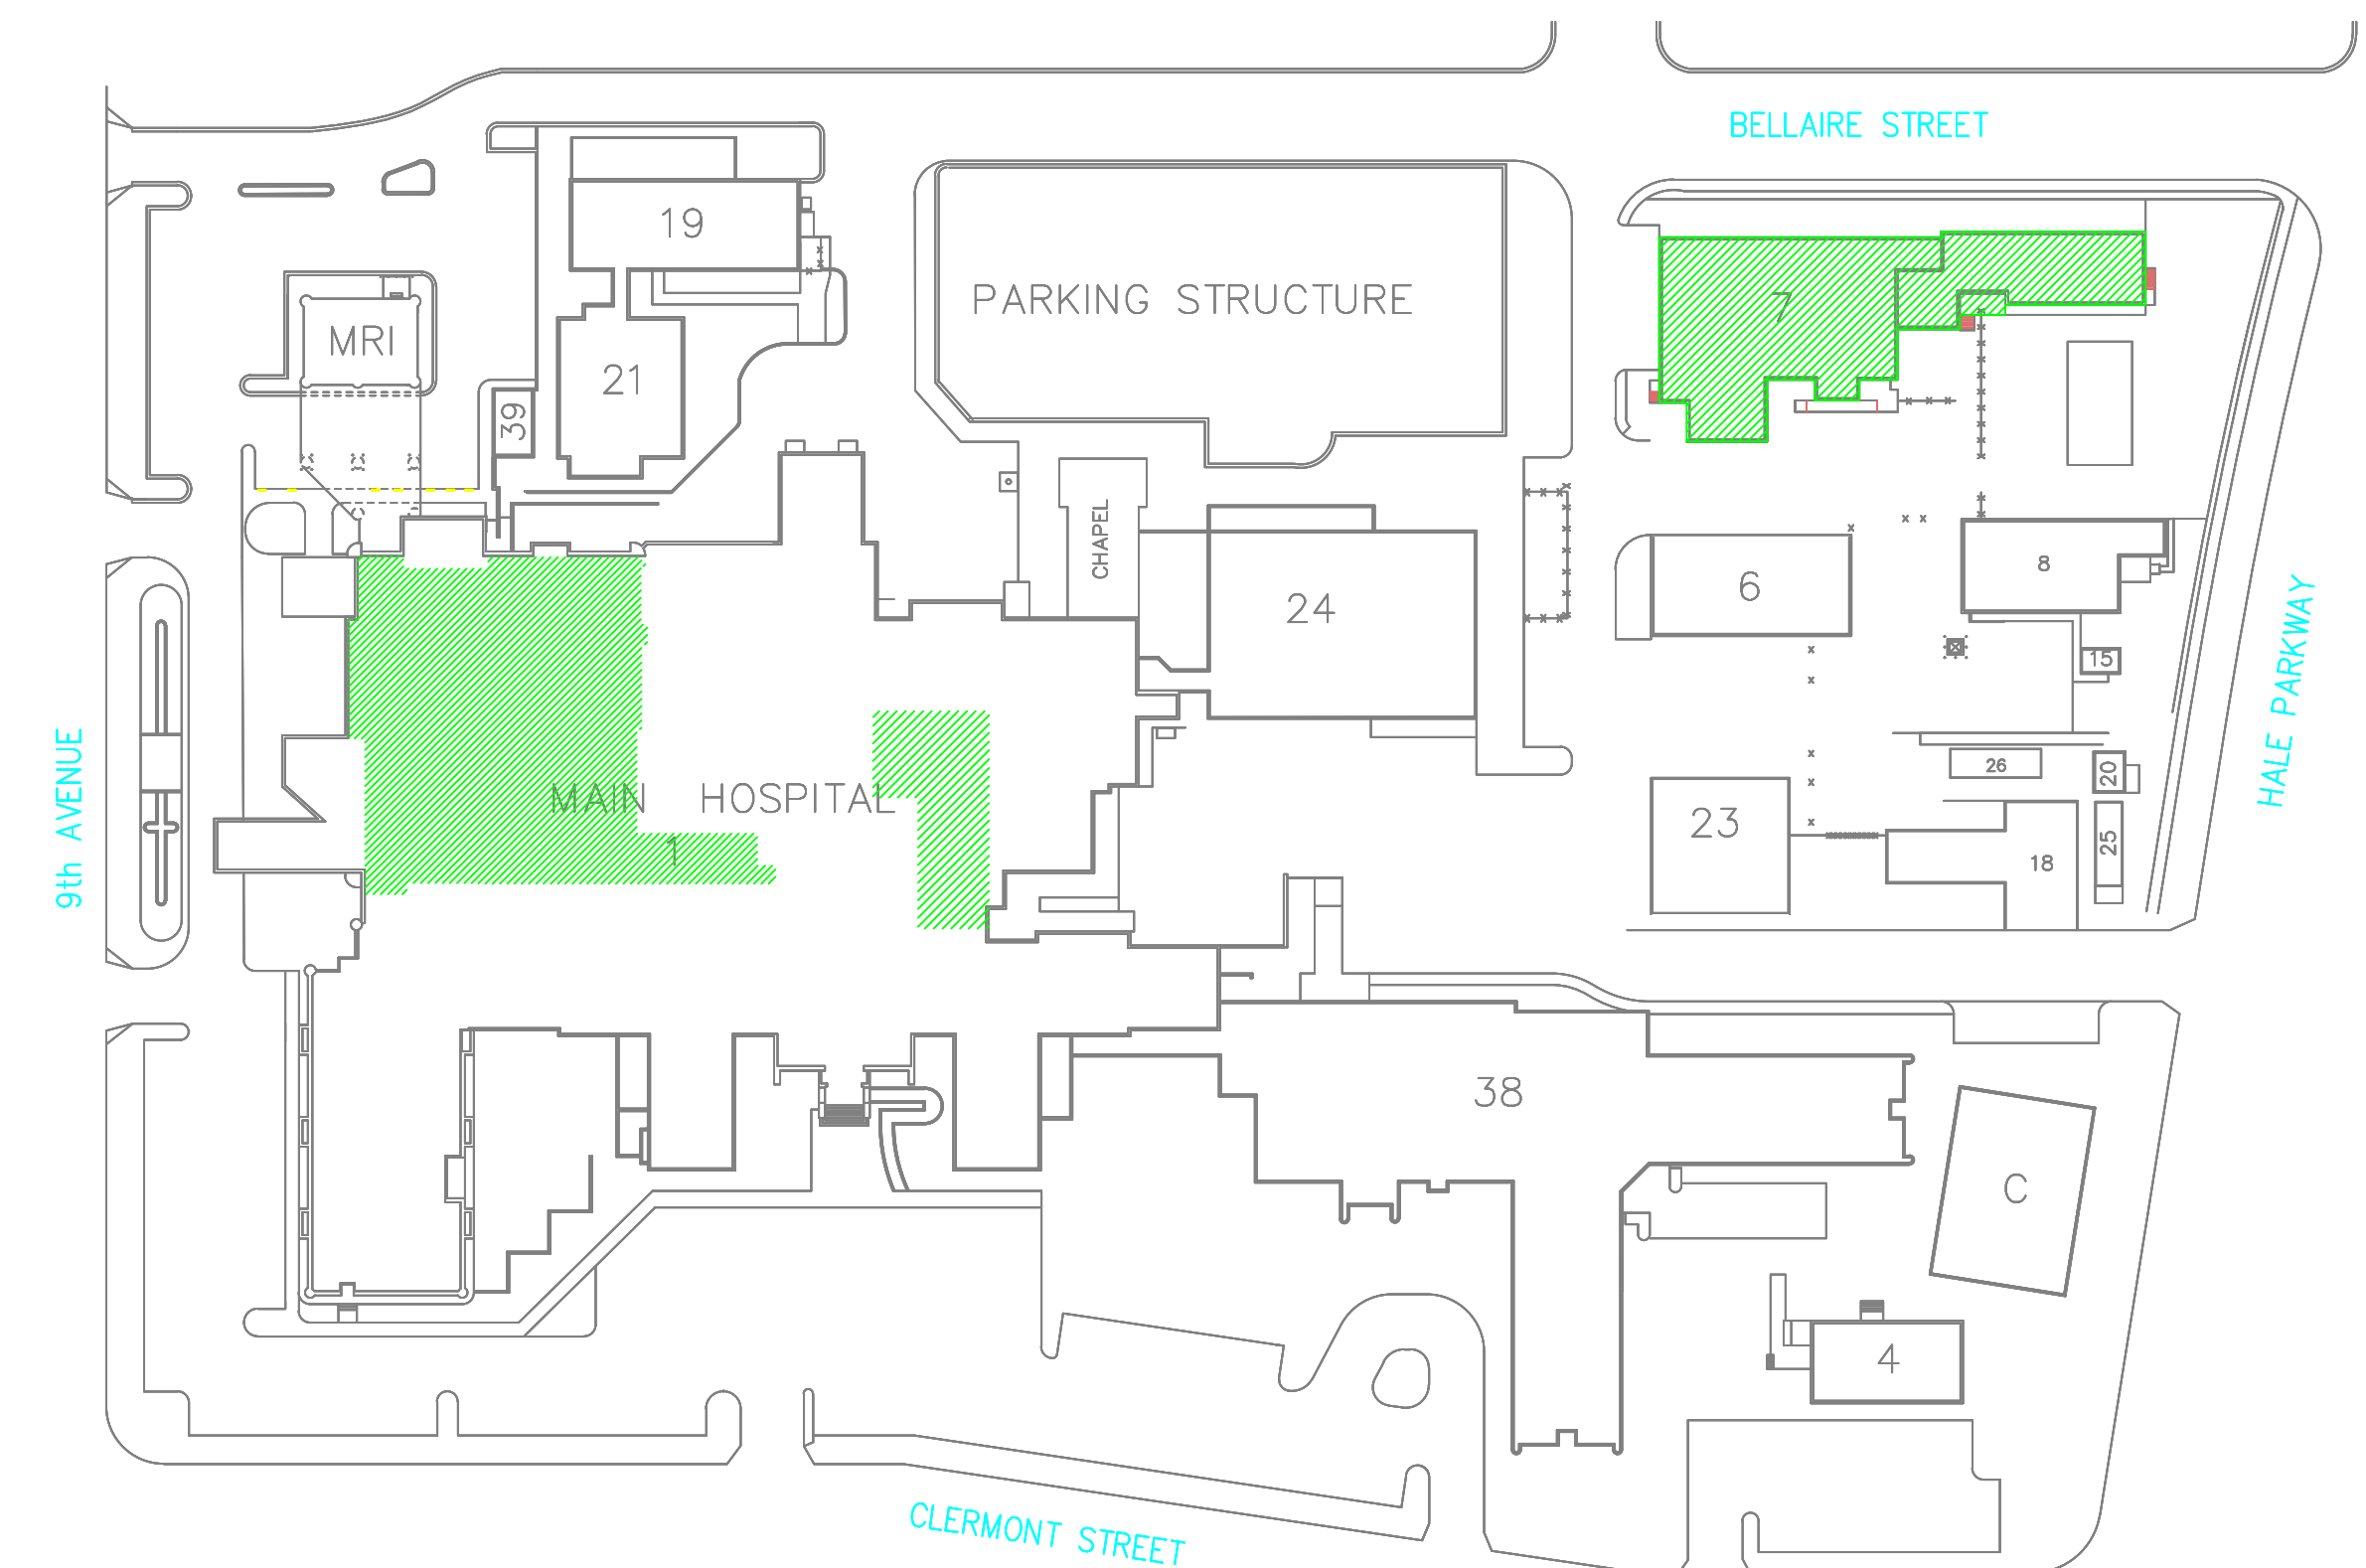 BELLAIRE STREET
19
PARKING STRUCTURE
7
MRI
21
39
CHAPEL
24
6
8
15
HALE PARKWAY
9th AVENUE
MAIN HOSPITAL
1
26
20
23
25
18
38
C
4
CLERMONT STREET